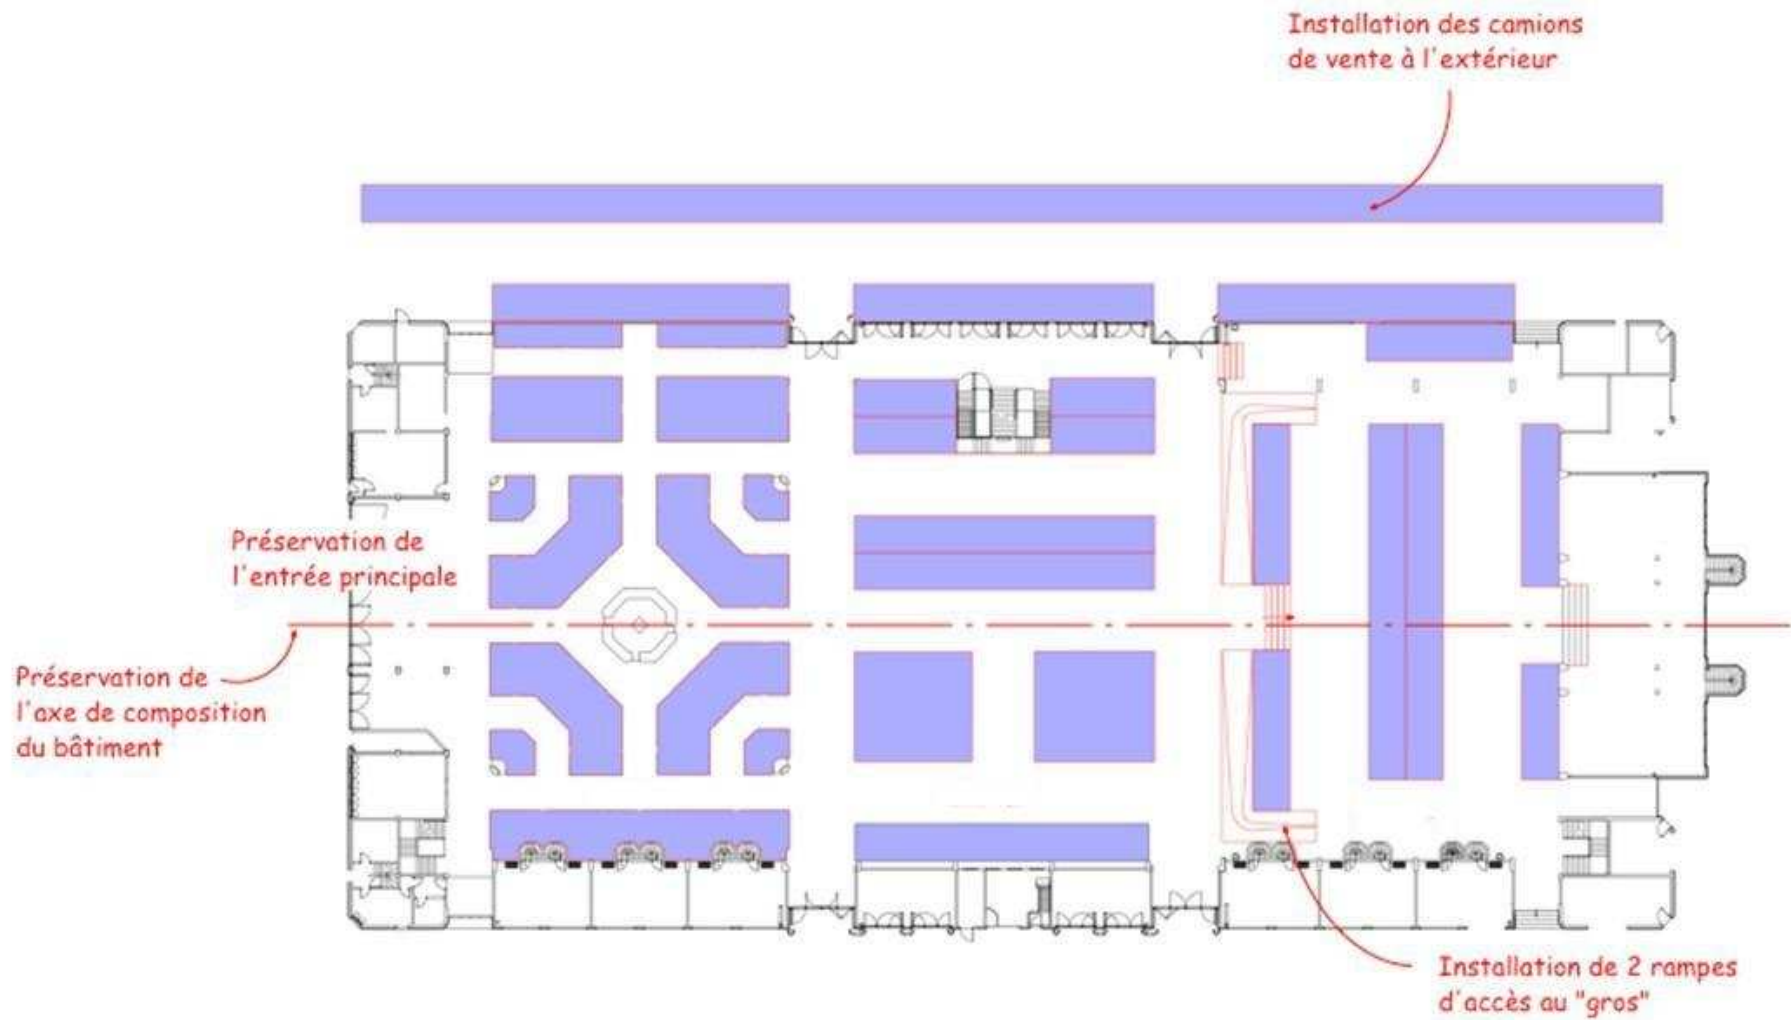 Installation des camions
de vente à l'extérieur
Préservation de
l'entrée principale
Préservation de
l'axe de composition
du bâtiment
Installation de 2 rampes
d'accès au "gros"